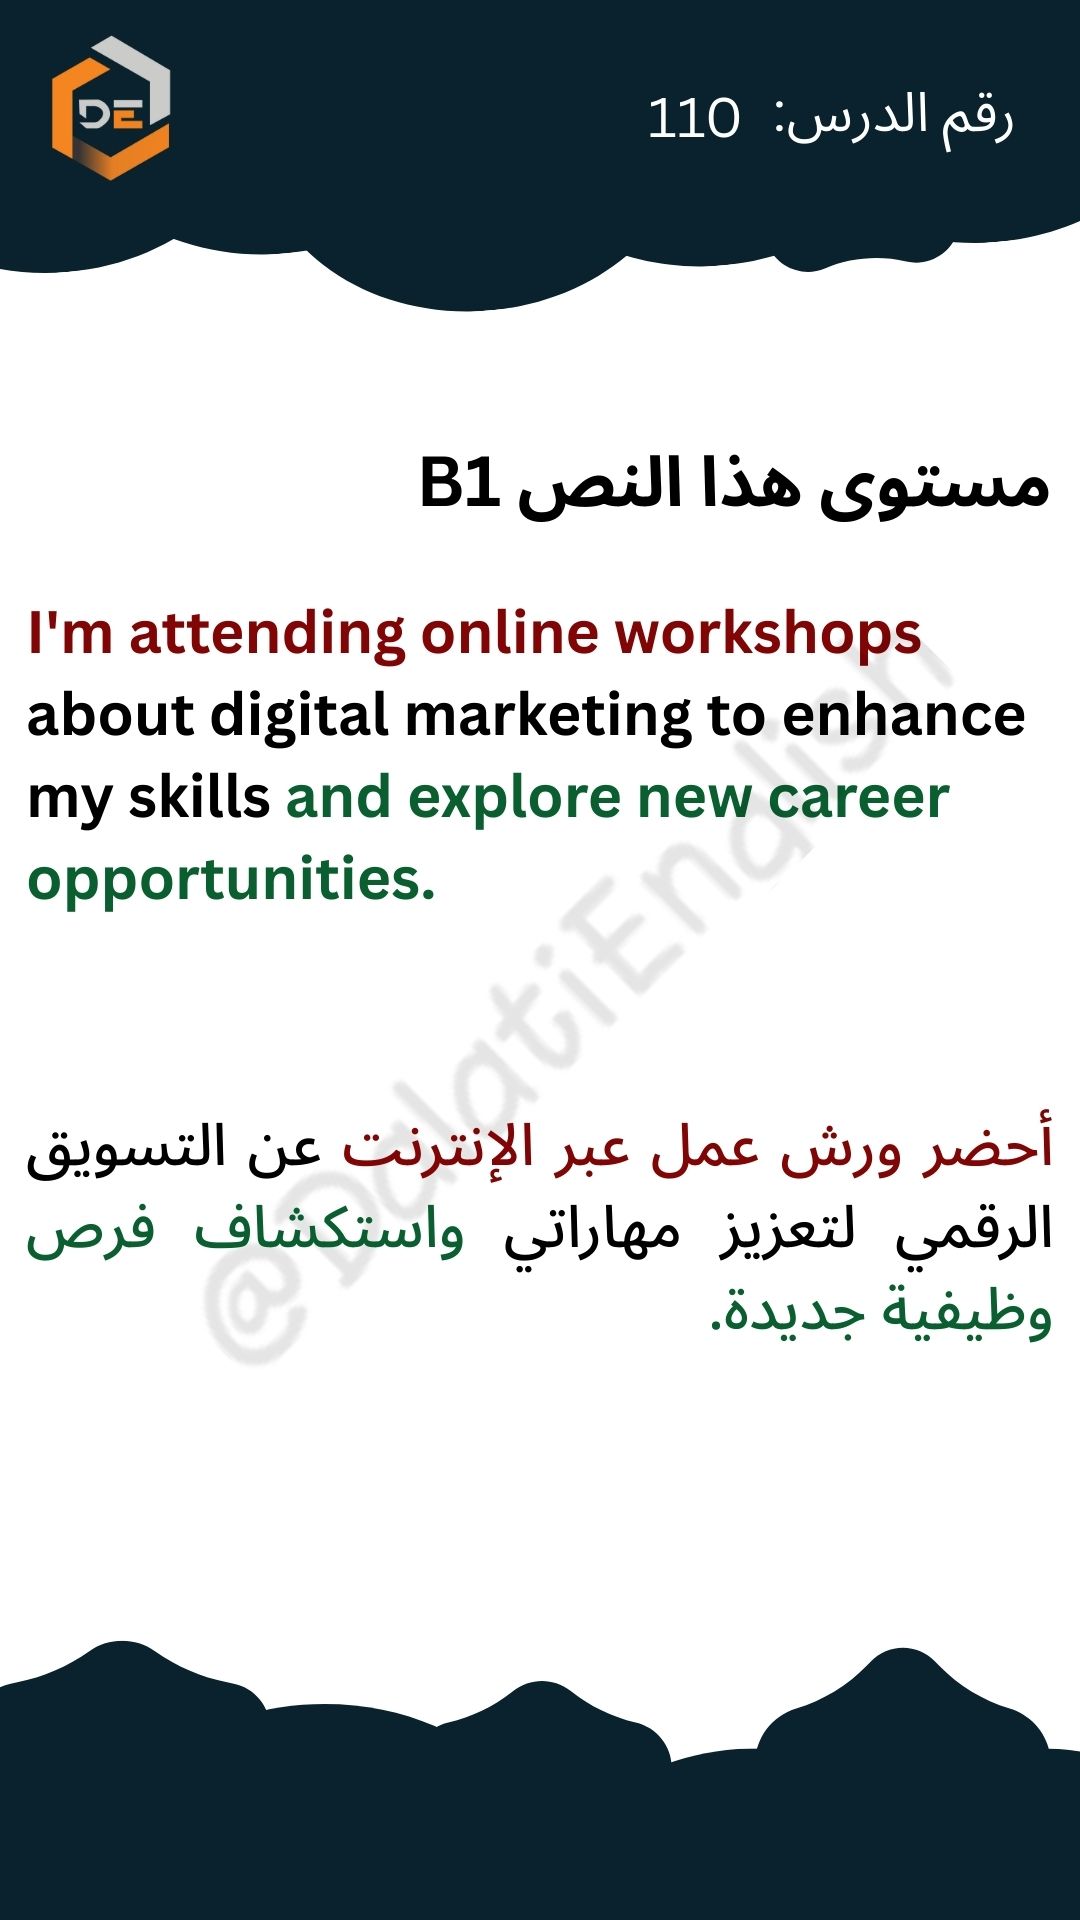 DE
رقم الدرس: 110
مستوى هذا النص B1
I'm attending online workshops
about digital marketing to enhance
my skills and explore new career
opportunities.
أحضر ورش عمل عبر الإنترنت عن التسويق
الرقمي لتعزيز مهاراتي واستكشاف فرص
وظيفية جديدة.
@DalatiEnglish